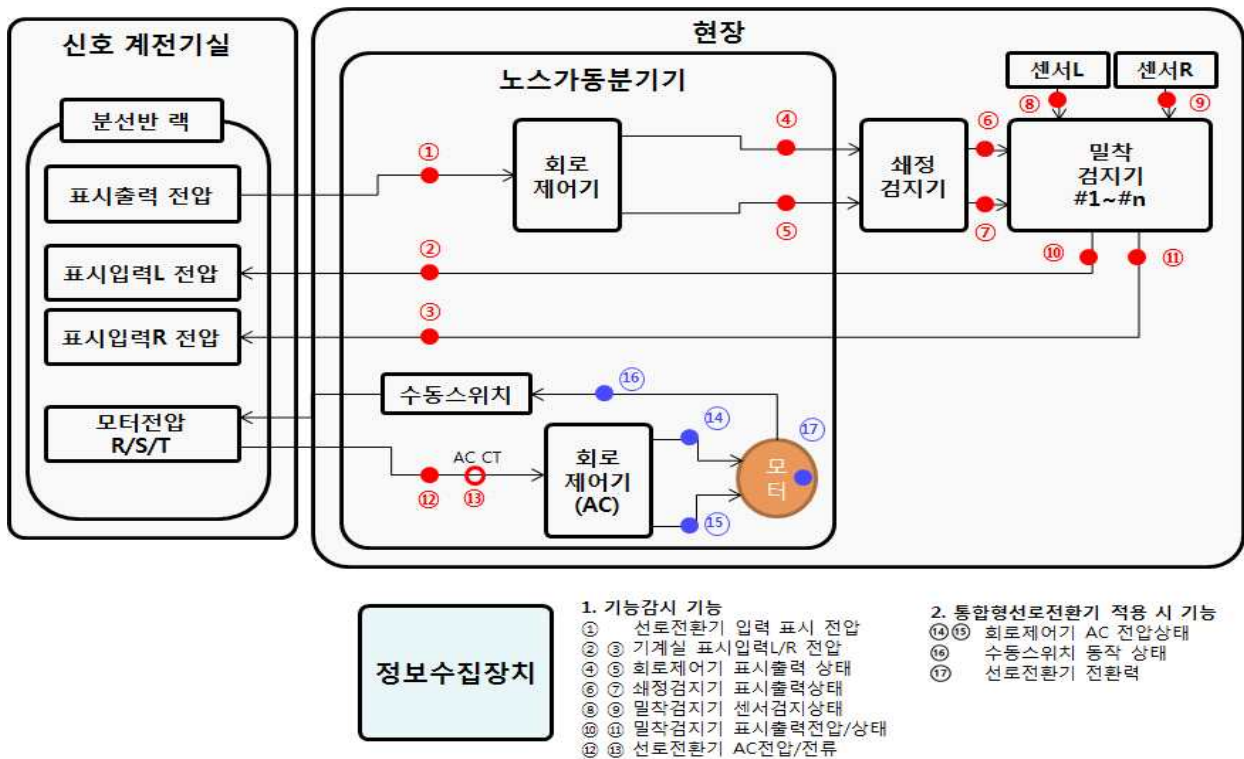 신호 계전기실
분선반 랙
표시출력 전압
표시입력L 전압
표시입력R 전압
모터전압
R/S/T
현장
노스가동분기기
①
회로
제어기
④
⑤
②
③
쇄정
검지기
⑥
⑦
센서L
센서R
⑧
⑨
밀착
검지기
#1~#n
⑩
⑪
수동스위치
⑯
⑭
⑰
AC CT
⑫
⑬
회로
제어기
(AC)
⑮
모
터
정보수집장치
1. 기능감시 기능
① 선로전환기 입력 표시 전압
② ③ 기계실 표시입력L/R 전압
④ ⑤ 회로제어기 표시출력 상태
⑥ ⑦ 쇄정검지기 표시출력상태
⑧ ⑨ 밀착검지기 센서검지상태
⑩ ⑪ 밀착검지기 표시출력전압/상태
⑫ ⑬ 선로전환기 AC전압/전류
2. 통합형선로전환기 적용 시 기능
⑭⑮ 회로제어기 AC 전압상태
⑯ 수동스위치 동작 상태
⑰ 선로전환기 전환력